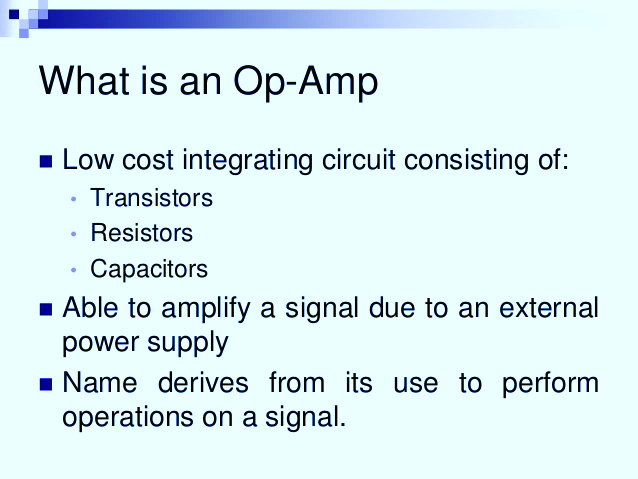 What is an Op-Amp
Low cost integrating circuit consisting of:
Transistors
Resistors
Capacitors
Able to amplify a signal due to an external
power supply
Name derives from its use to perform
operations on a signal.